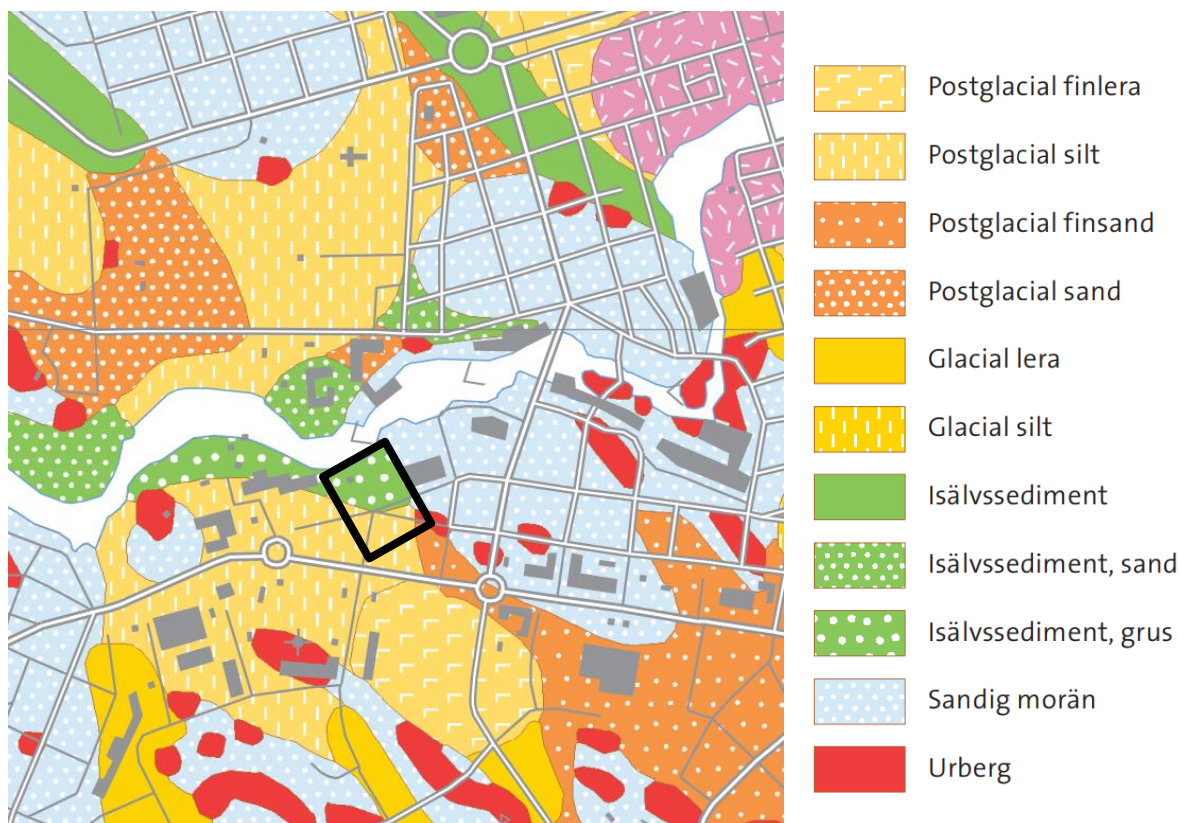 Postglacial finlera
Postglacial silt
Postglacial finsand
Postglacial sand
Glacial lera
Glacial silt
Isälvssediment
Isälvssediment, sand
Isälvssediment, grus
Sandig morän
Urberg